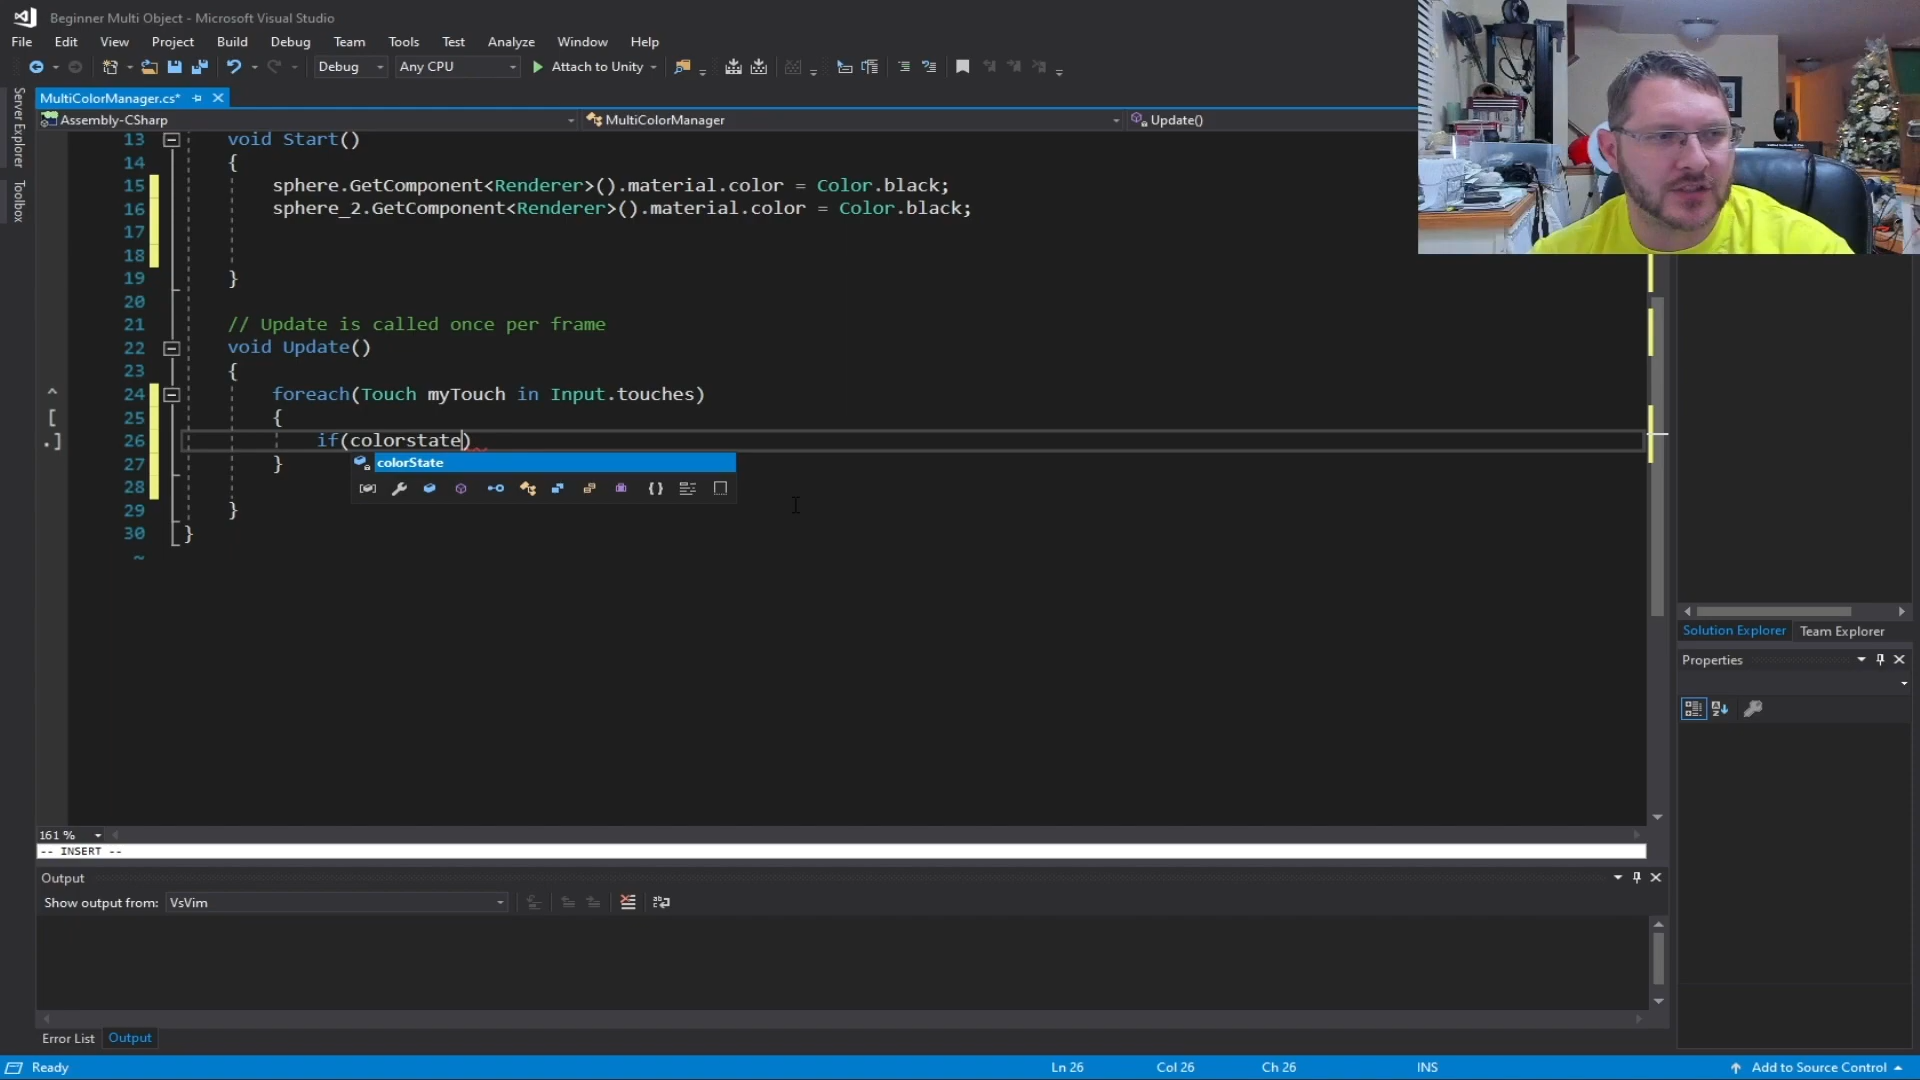 Beginner Multi Object - Microsoft Visual Studio
File Edit View Project Build Debug Team Tools Test Analyze Window Help
Debug Any CPU Attach to Unity
Server Explorer
Toolbox
MultiColorManager.cs*
Assembly-CSharp MultiColorManager Update()
13 void Start()
14 {
15 sphere.GetComponent<Renderer>().material.color = Color.black;
16 sphere_2.GetComponent<Renderer>().material.color = Color.black;
17
18
19 }
20
21 // Update is called once per frame
22 void Update()
23 {
24 foreach(Touch myTouch in Input.touches)
25 {
26 if(colorstate)
colorState
27 }
28
29 }
30 }
~
161 %
-- INSERT --
Output
Show output from: VsVim
Error List Output
Solution Explorer Team Explorer
Properties
Ready Ln 26 Col 26 Ch 26 INS Add to Source Control